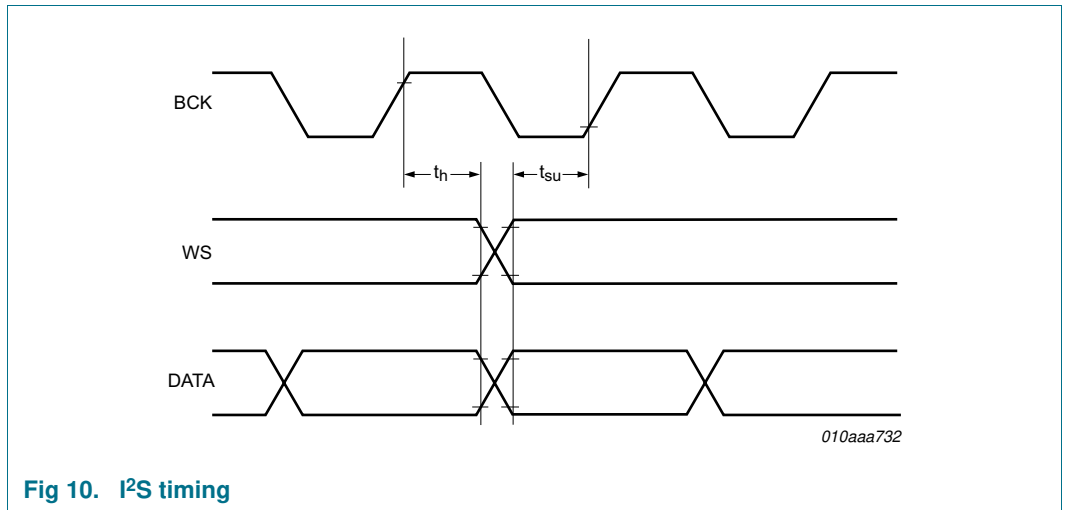 BCK
th
tsu
WS
DATA
010aaa732
Fig 10. I2S timing